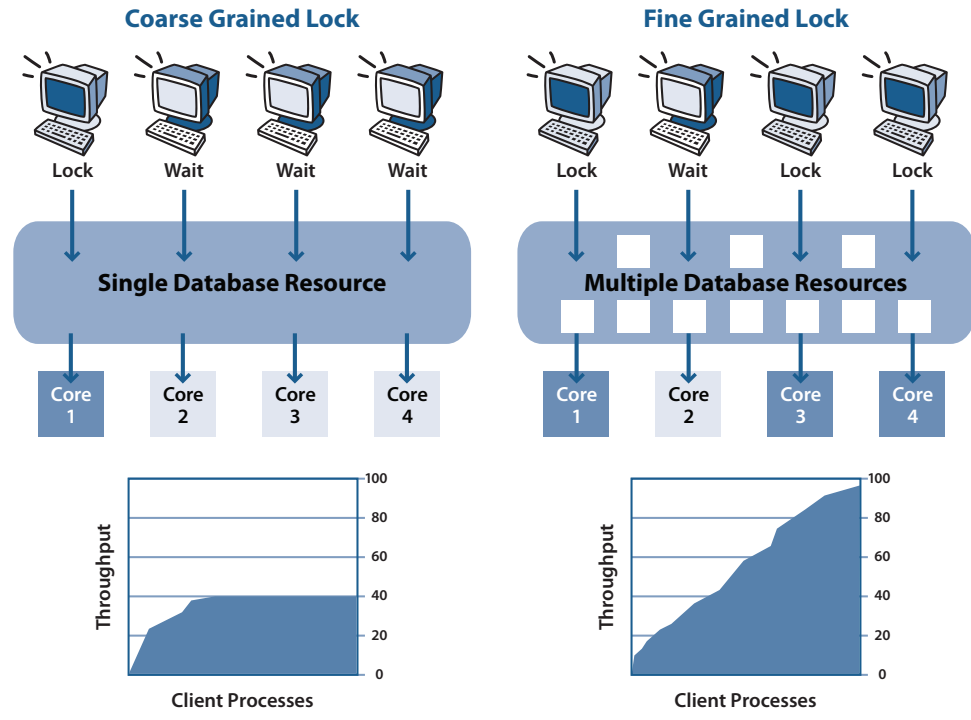 Coarse Grained Lock
Lock
Wait
Wait
Wait
Single Database Resource
Core
1
Core
2
Core
3
Core
4
Throughput
100
80
60
40
20
0
Client Processes
Fine Grained Lock
Lock
Wait
Lock
Lock
Multiple Database Resources
Core
1
Core
2
Core
3
Core
4
Throughput
100
80
60
40
20
0
Client Processes